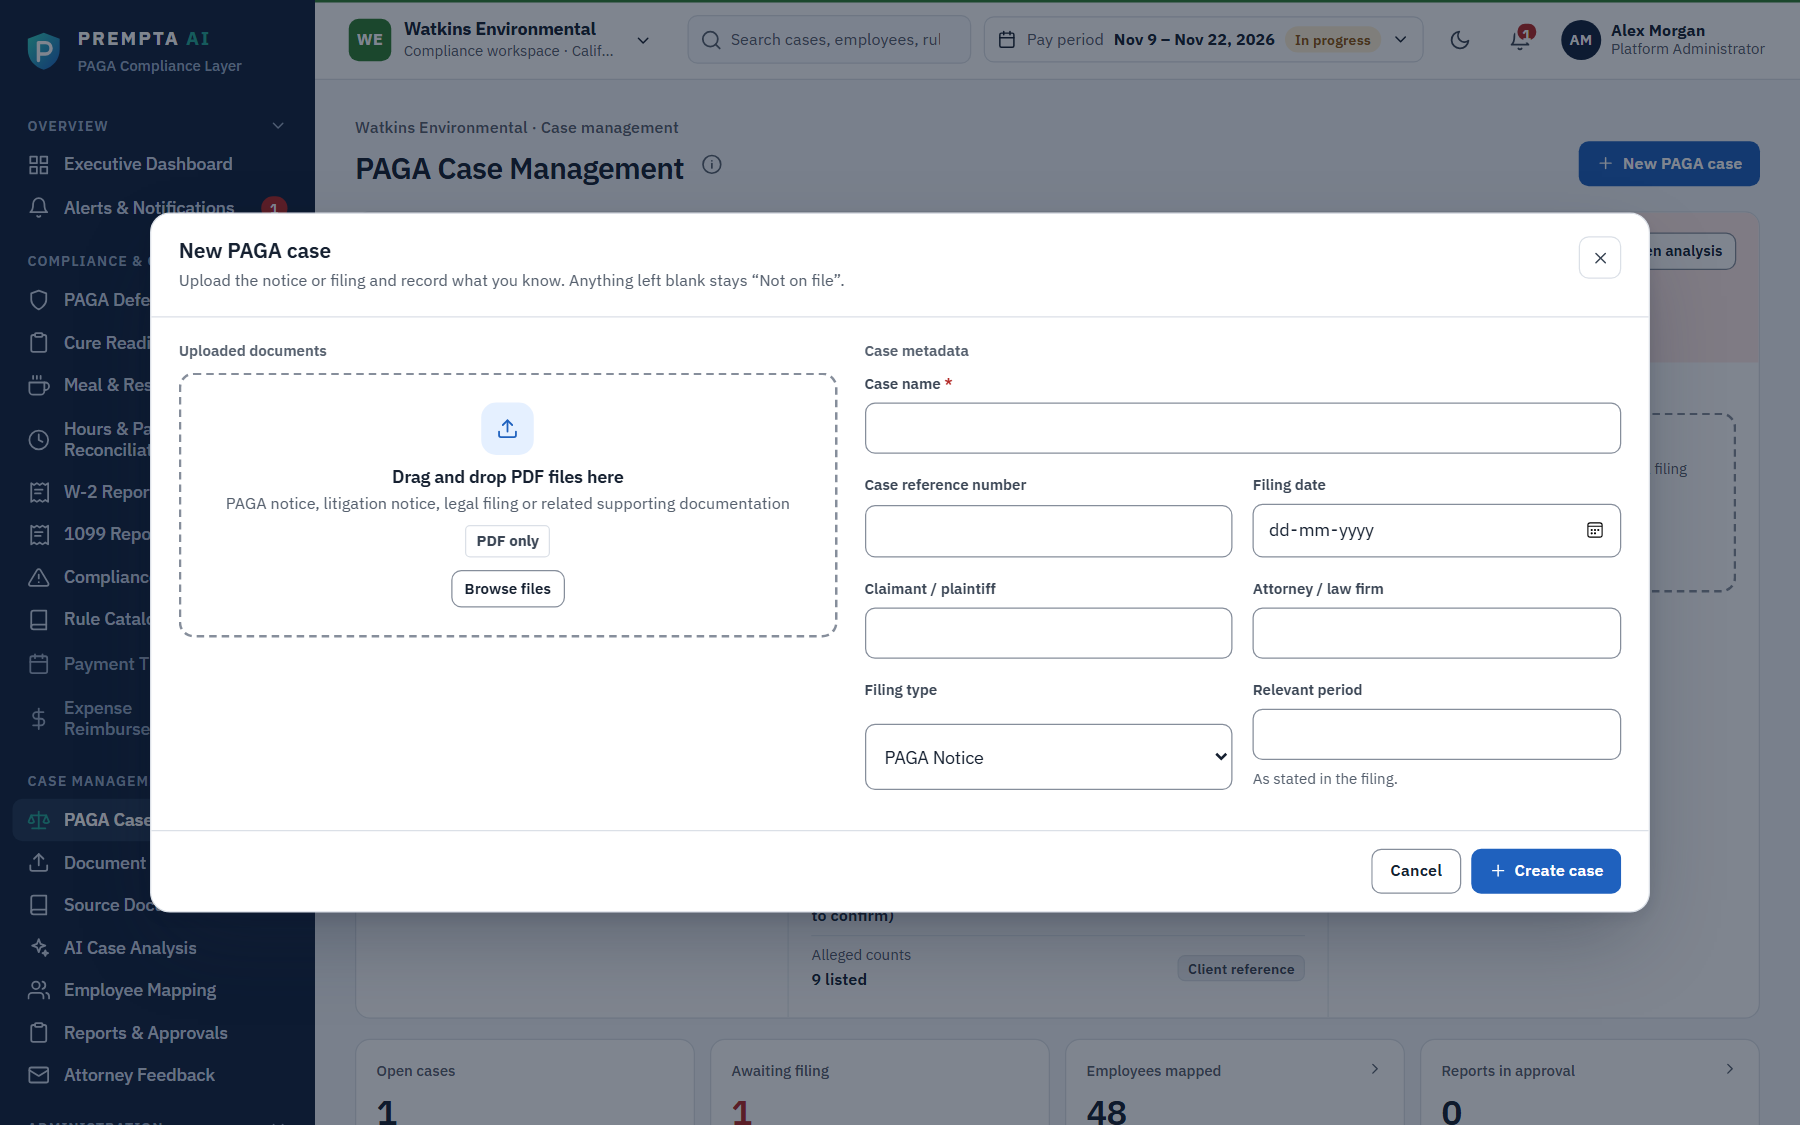 PREMPTA AI
PAGA Compliance Layer
OVERVIEW
Executive Dashboard
Alerts & Notifications
1
COMPLIANCE &
PAGA Defe
Cure Readi
Meal & Res
Hours & Pa
Reconciliat
W-2 Repor
1099 Repo
Complianc
Rule Catalo
Payment T
Expense
Reimburse
CASE MANAGEM
PAGA Case
Document
Source Doc
AI Case Analysis
Employee Mapping
Reports & Approvals
Attorney Feedback
WE
Watkins Environmental
Compliance workspace · Calif...
Search cases, employees, rul
Pay period Nov 9 – Nov 22, 2026 In progress
1
AM
Alex Morgan
Platform Administrator
Watkins Environmental · Case management
PAGA Case Management
New PAGA case
en analysis
filing
New PAGA case
Upload the notice or filing and record what you know. Anything left blank stays “Not on file”.
Uploaded documents
Drag and drop PDF files here
PAGA notice, litigation notice, legal filing or related supporting documentation
PDF only
Browse files
Case metadata
Case name *
Case reference number
Filing date
dd-mm-yyyy
Claimant / plaintiff
Attorney / law firm
Filing type
PAGA Notice
Relevant period
As stated in the filing.
Cancel
Create case
to confirm)
Alleged counts
9 listed
Client reference
Open cases
1
Awaiting filing
1
Employees mapped
48
Reports in approval
0